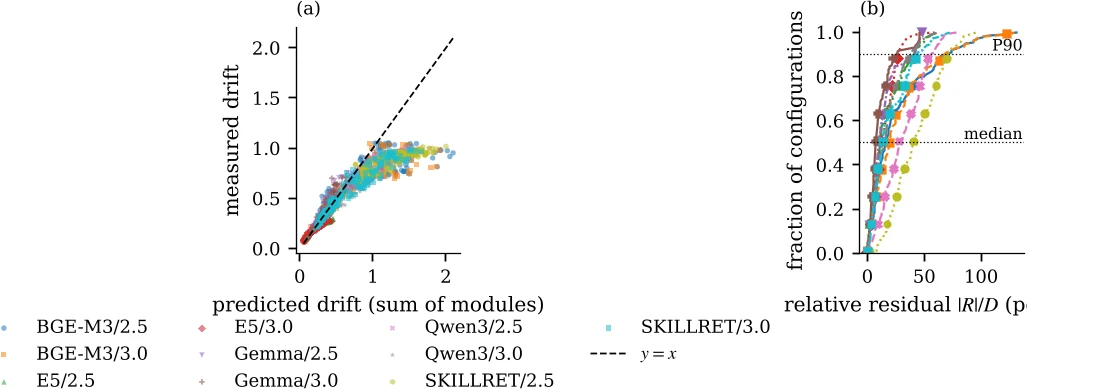 (a)
measured drift
2.0
1.5
1.0
0.5
0.0
0 1 2
predicted drift (sum of modules)
(b)
fraction of configurations
1.0
0.8
0.6
0.4
0.2
0.0
P90
median
0 50 100
relative residual |R|/D (p
BGE-M3/2.5
BGE-M3/3.0
E5/2.5
E5/3.0
Gemma/2.5
Gemma/3.0
Qwen3/2.5
Qwen3/3.0
SKILLRET/2.5
SKILLRET/3.0
y = x